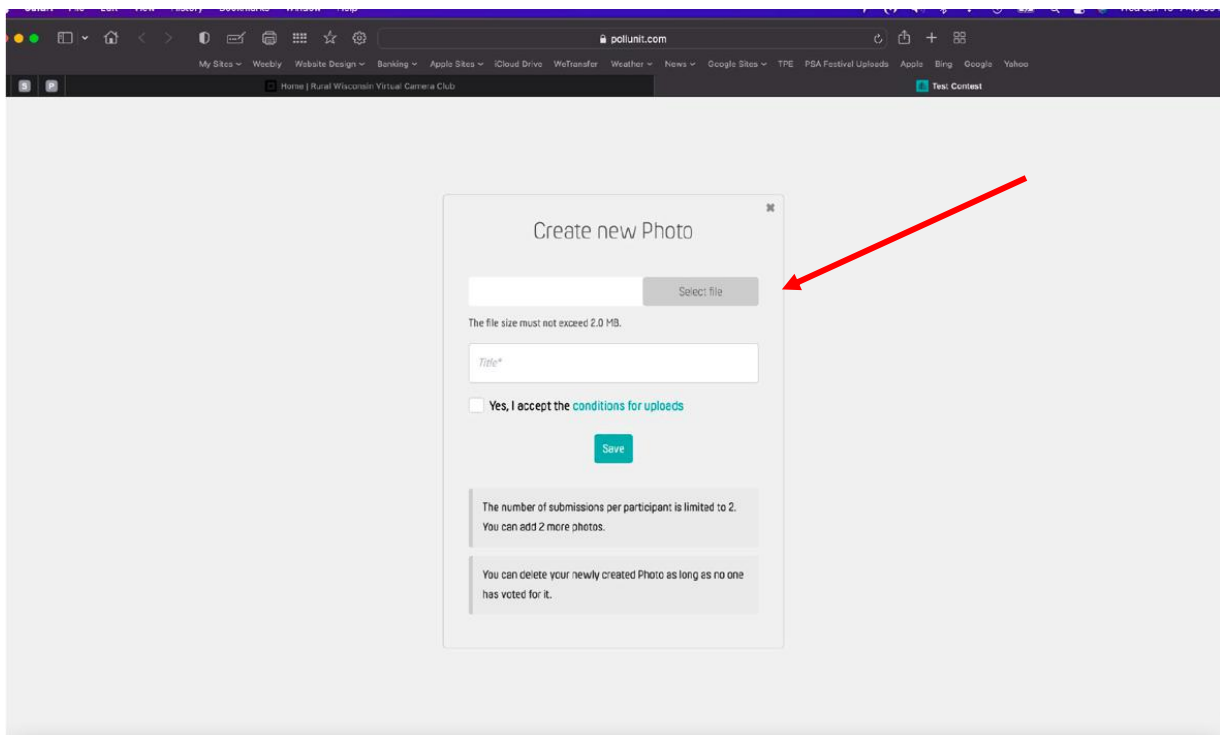 pollunit.com
My Sites Weebly Website Design Banking Apple Sites iCloud Drive WeTransfer Weather News Google Sites TPE PSA Festival Uploads Apple Bing Google Yahoo
S P Home | Rural Wisconsin Virtual Camera Club Test Contest
Create new Photo
Select file
The file size must not exceed 2.0 MB.
Title*
Yes, I accept the conditions for uploads
Save
The number of submissions per participant is limited to 2.
You can add 2 more photos.
You can delete your newly created Photo as long as no one
has voted for it.